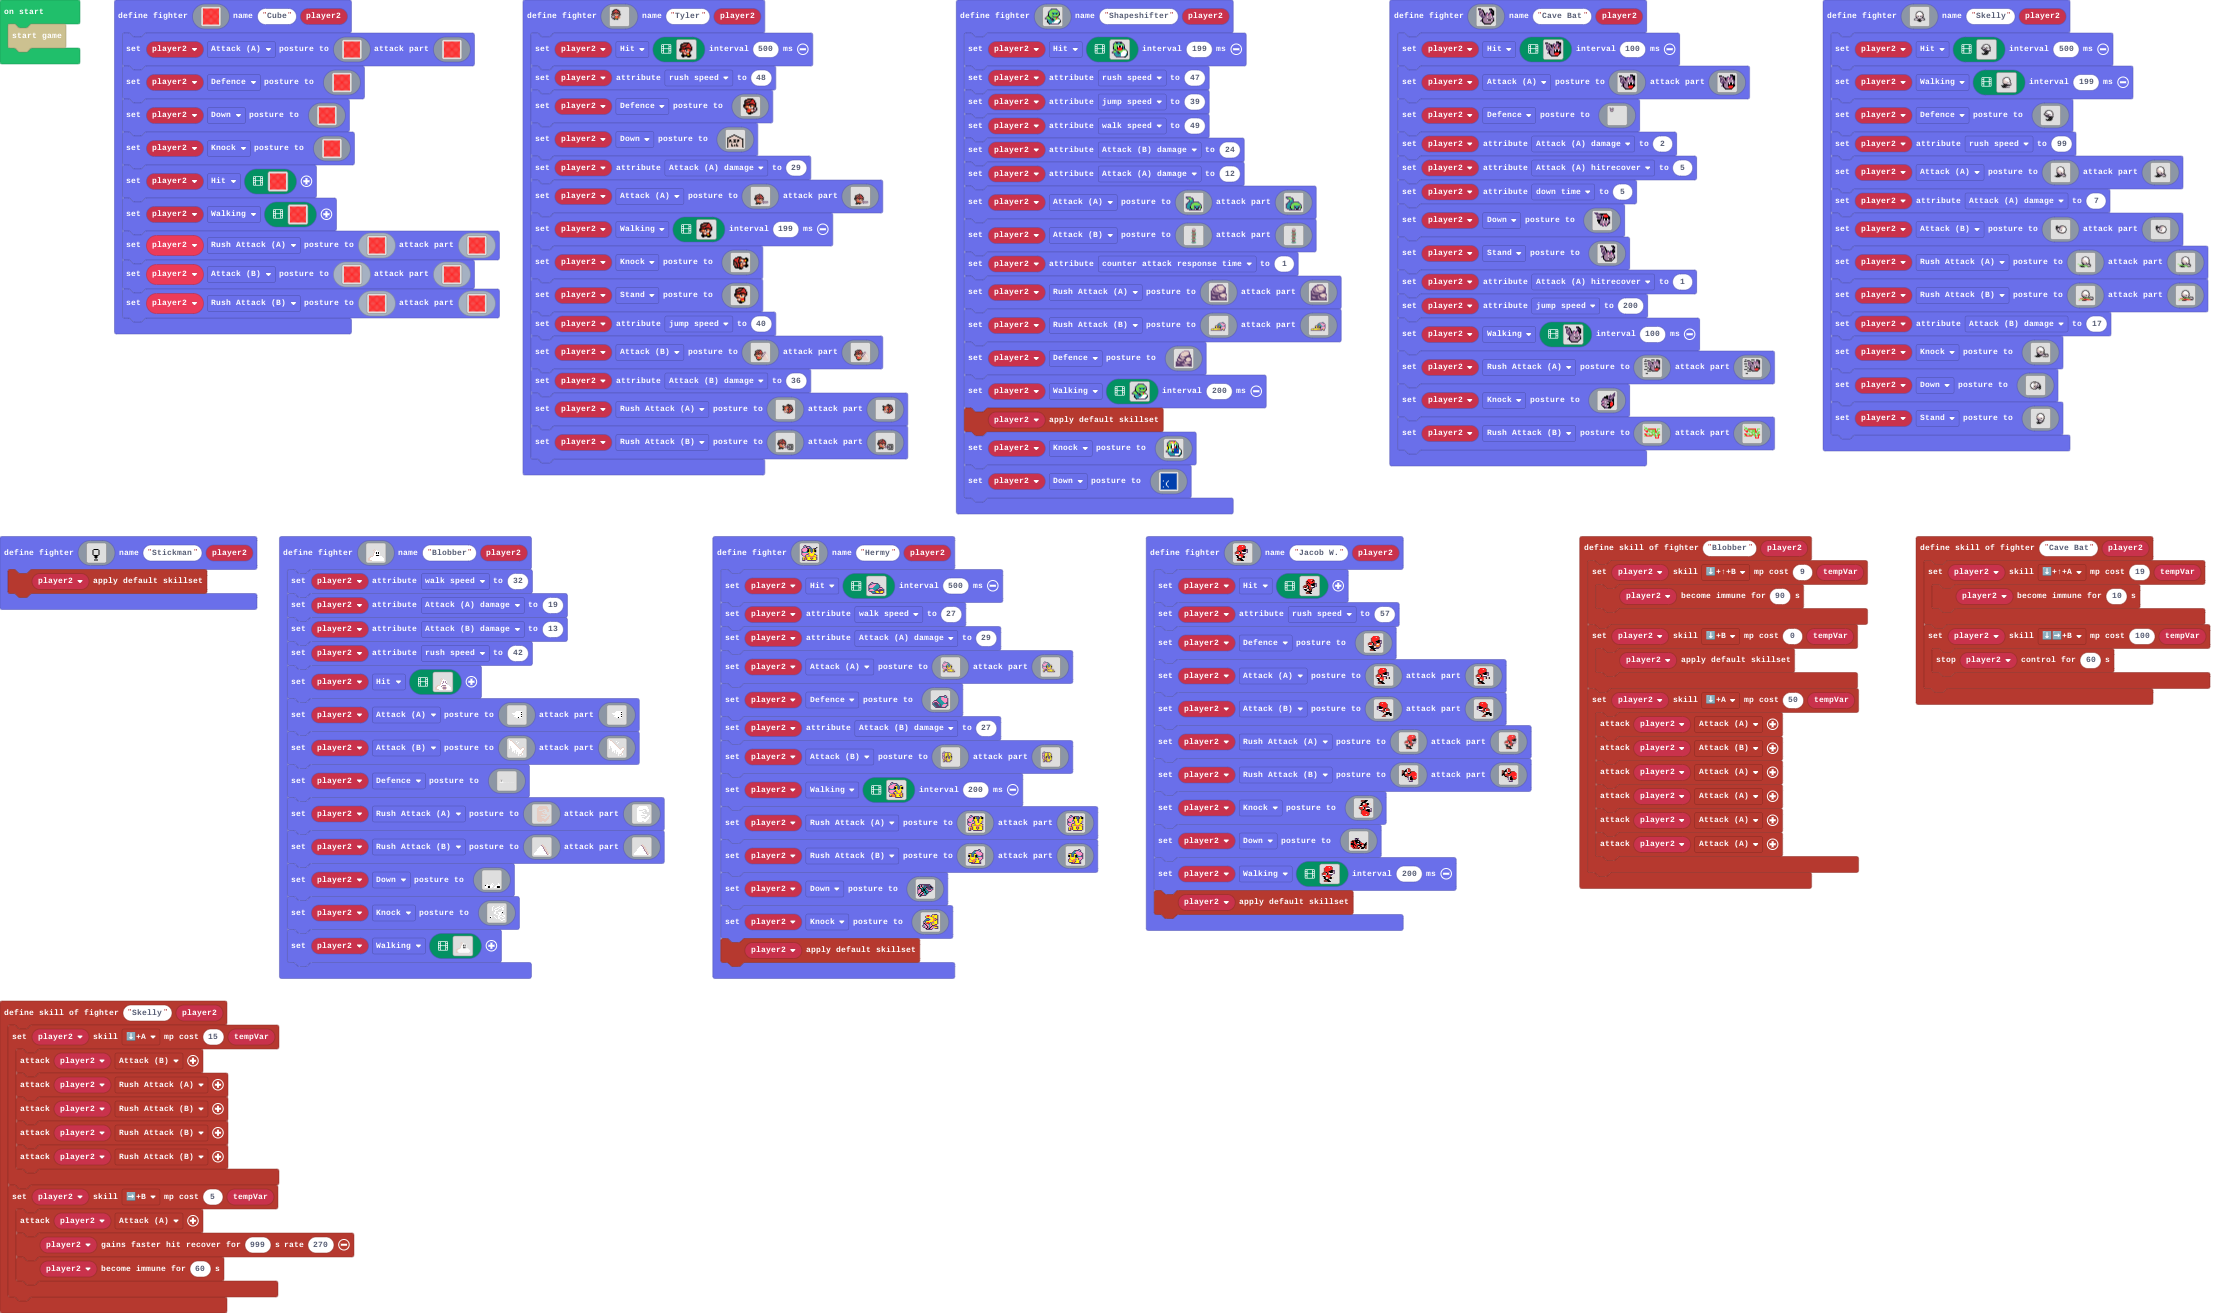 on start
start game
define fighter name "Cube" player2
set player2 Attack (A) posture to attack part
set player2 Defence posture to
set player2 Down posture to
set player2 Knock posture to
set player2 Hit
set player2 Walking
set player2 Rush Attack (A) posture to attack part
set player2 Attack (B) posture to attack part
set player2 Rush Attack (B) posture to attack part
define fighter name "Tyler" player2
set player2 Hit interval 500 ms
set player2 attribute rush speed to 48
set player2 Defence posture to
set player2 Down posture to
set player2 attribute Attack (A) damage to 29
set player2 Attack (A) posture to attack part
set player2 Walking interval 199 ms
set player2 Knock posture to
set player2 Stand posture to
set player2 attribute jump speed to 40
set player2 Attack (B) posture to attack part
set player2 attribute Attack (B) damage to 36
set player2 Rush Attack (A) posture to attack part
set player2 Rush Attack (B) posture to attack part
define fighter name "Shapeshifter" player2
set player2 Hit interval 199 ms
set player2 attribute rush speed to 47
set player2 attribute jump speed to 39
set player2 attribute walk speed to 49
set player2 attribute Attack (B) damage to 24
set player2 attribute Attack (A) damage to 12
set player2 Attack (A) posture to attack part
set player2 Attack (B) posture to attack part
set player2 attribute counter attack response time to 1
set player2 Rush Attack (A) posture to attack part
set player2 Rush Attack (B) posture to attack part
set player2 Defence posture to
set player2 Walking interval 200 ms
player2 apply default skillset
set player2 Knock posture to
set player2 Down posture to :(
define fighter name "Cave Bat" player2
set player2 Hit interval 100 ms
set player2 Attack (A) posture to attack part
set player2 Defence posture to
set player2 attribute Attack (A) damage to 2
set player2 attribute Attack (A) hitrecover to 5
set player2 attribute down time to 5
set player2 Down posture to
set player2 Stand posture to
set player2 attribute Attack (A) hitrecover to 1
set player2 attribute jump speed to 200
set player2 Walking interval 100 ms
set player2 Rush Attack (A) posture to attack part
set player2 Knock posture to
set player2 Rush Attack (B) posture to attack part
define fighter name "Skelly" player2
set player2 Hit interval 500 ms
set player2 Walking interval 199 ms
set player2 Defence posture to
set player2 attribute rush speed to 99
set player2 Attack (A) posture to attack part
set player2 attribute Attack (A) damage to 7
set player2 Attack (B) posture to attack part
set player2 Rush Attack (A) posture to attack part
set player2 Rush Attack (B) posture to attack part
set player2 attribute Attack (B) damage to 17
set player2 Knock posture to
set player2 Down posture to
set player2 Stand posture to
define fighter name "Stickman" player2
player2 apply default skillset
define fighter name "Blobber" player2
set player2 attribute walk speed to 32
set player2 attribute Attack (A) damage to 19
set player2 attribute Attack (B) damage to 13
set player2 attribute rush speed to 42
set player2 Hit
set player2 Attack (A) posture to attack part
set player2 Attack (B) posture to attack part
set player2 Defence posture to
set player2 Rush Attack (A) posture to attack part
set player2 Rush Attack (B) posture to attack part
set player2 Down posture to
set player2 Knock posture to
set player2 Walking
define fighter name "Hermy" player2
set player2 Hit interval 500 ms
set player2 attribute walk speed to 27
set player2 attribute Attack (A) damage to 29
set player2 Attack (A) posture to attack part
set player2 Defence posture to
set player2 attribute Attack (B) damage to 27
set player2 Attack (B) posture to attack part
set player2 Walking interval 200 ms
set player2 Rush Attack (A) posture to attack part
set player2 Rush Attack (B) posture to attack part
set player2 Down posture to
set player2 Knock posture to
player2 apply default skillset
define fighter name "Jacob W." player2
set player2 Hit
set player2 attribute rush speed to 57
set player2 Defence posture to
set player2 Attack (A) posture to attack part
set player2 Attack (B) posture to attack part
set player2 Rush Attack (A) posture to attack part
set player2 Rush Attack (B) posture to attack part
set player2 Knock posture to
set player2 Down posture to
set player2 Walking interval 200 ms
player2 apply default skillset
define skill of fighter "Blobber" player2
set player2 skill ⬇️+↑+B mp cost 9 tempVar
player2 become immune for 90 s
set player2 skill ⬇️+B mp cost 0 tempVar
player2 apply default skillset
set player2 skill ⬇️+A mp cost 50 tempVar
attack player2 Attack (A)
attack player2 Attack (B)
attack player2 Attack (A)
attack player2 Attack (A)
attack player2 Attack (A)
attack player2 Attack (A)
define skill of fighter "Cave Bat" player2
set player2 skill ⬇️+↑+A mp cost 19 tempVar
player2 become immune for 10 s
set player2 skill ⬇️➡️+B mp cost 100 tempVar
stop player2 control for 60 s
define skill of fighter "Skelly" player2
set player2 skill ⬇️+A mp cost 15 tempVar
attack player2 Attack (B)
attack player2 Rush Attack (A)
attack player2 Rush Attack (B)
attack player2 Rush Attack (B)
attack player2 Rush Attack (B)
set player2 skill ➡️+B mp cost 5 tempVar
attack player2 Attack (A)
player2 gains faster hit recover for 999 s rate 270
player2 become immune for 60 s